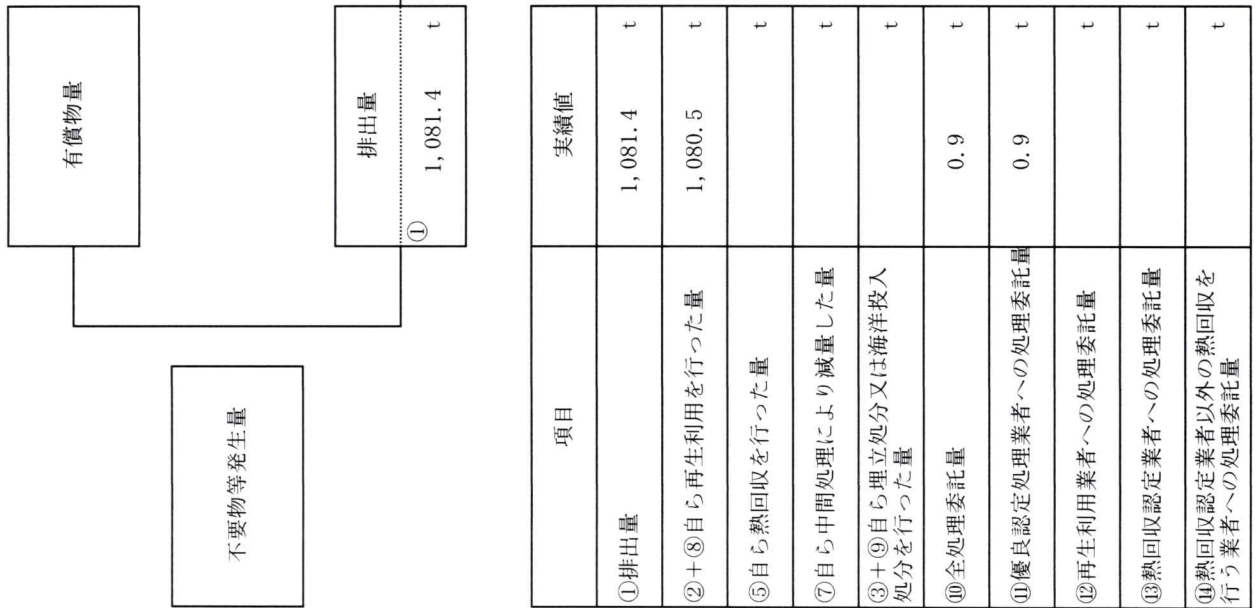 有償物量
不要物等発生量
排出量
① 1,081.4 t
項目 実績値
①排出量 1,081.4 t
②+⑧自ら再生利用を行った量 1,080.5 t
⑤自ら熱回収を行った量 t
⑦自ら中間処理により減量した量 t
③+⑨自ら埋立処分又は海洋投入
処分を行った量 t
⑩全処理委託量 0.9 t
⑪優良認定処理業者への処理委託量 0.9 t
⑫再生利用業者への処理委託量 t
⑬熱回収認定業者への処理委託量 t
⑭熱回収認定業者以外の熱回収を
行う業者への処理委託量 t